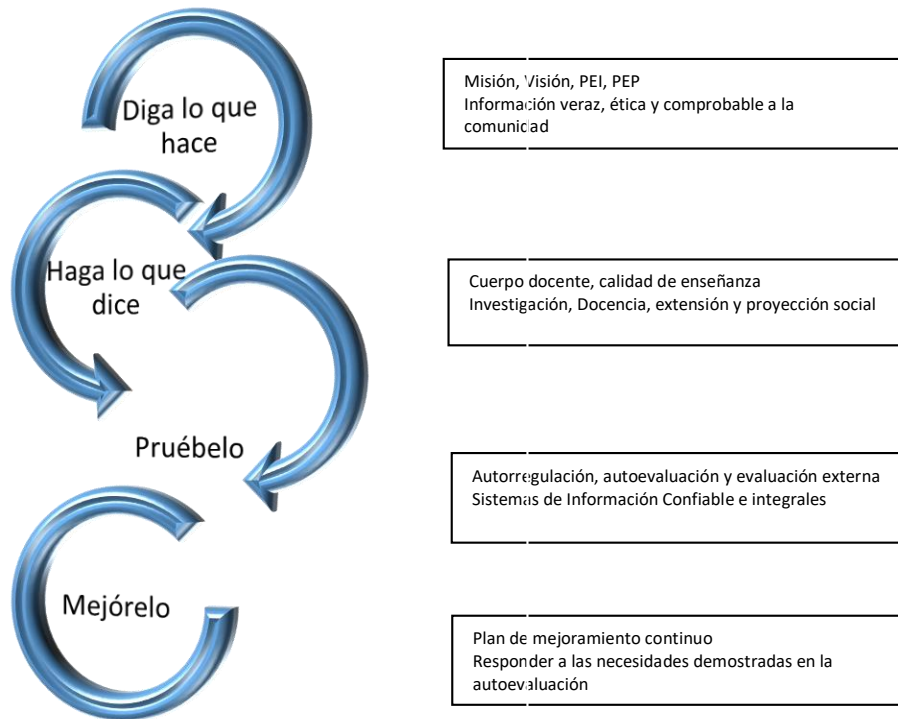 Diga lo que
hace
Misión, Visión, PEI, PEP
Información veraz, ética y comprobable a la
comunidad
Haga lo que
dice
Cuerpo docente, calidad de enseñanza
Investigación, Docencia, extensión y proyección social
Pruébelo
Autorregulación, autoevaluación y evaluación externa
Sistemas de Información Confiable e integrales
Mejórelo
Plan de mejoramiento continuo
Responder a las necesidades demostradas en la
autoevaluación